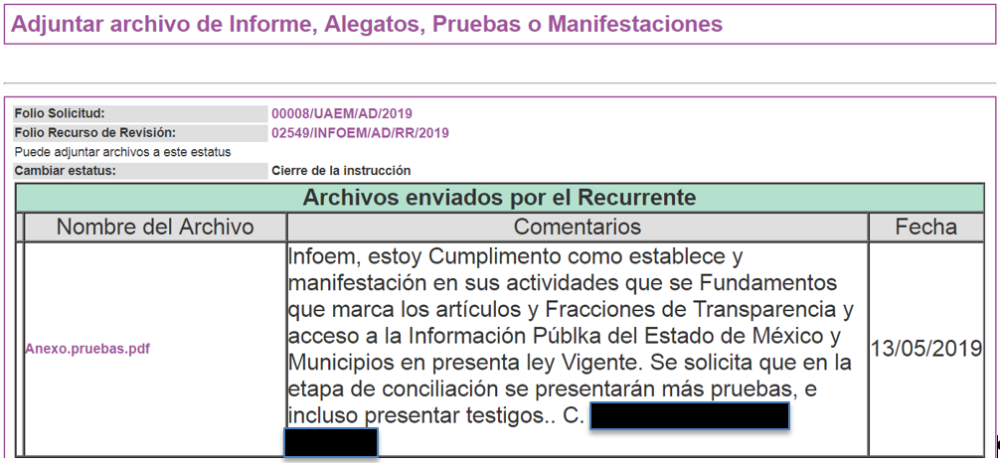 Adjuntar archivo de Informe, Alegatos, Pruebas o Manifestaciones
Folio Solicitud: 00008/UAEM/AD/2019
Folio Recurso de Revisión: 02549/INFOEM/AD/RR/2019
Puede adjuntar archivos a este estatus
Cambiar estatus: Cierre de la instrucción
Archivos enviados por el Recurrente
Nombre del Archivo Comentarios Fecha
Anexo.pruebas.pdf
Infoem, estoy Cumplimento como establece y
manifestación en sus actividades que se Fundamentos
que marca los artículos y Fracciones de Transparencia y
acceso a la Información Públka del Estado de México y
Municipios en presenta ley Vigente. Se solicita que en la
etapa de conciliación se presentarán más pruebas, e
incluso presentar testigos.. C.
13/05/2019